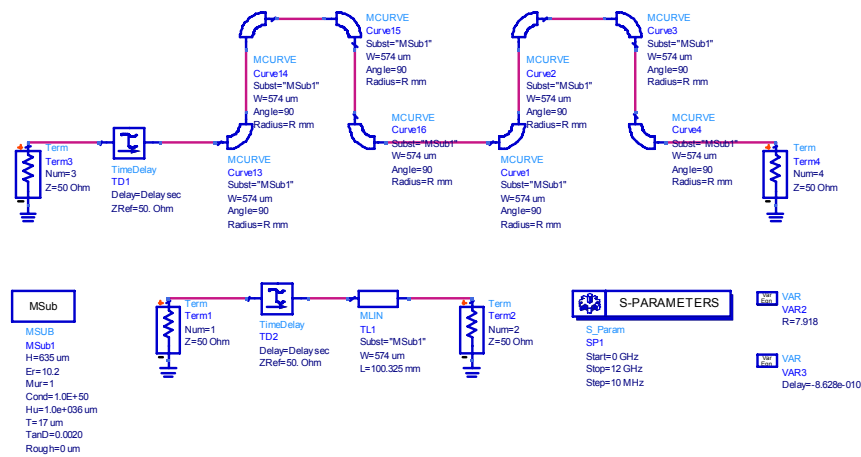 MCURVE
Curve15
Subst="MSub1"
W=574 um
Angle=90
Radius=R mm
MCURVE
Curve3
Subst="MSub1"
W=574 um
Angle=90
Radius=R mm
MCURVE
Curve14
Subst="MSub1"
W=574 um
Angle=90
Radius=R mm
MCURVE
Curve2
Subst="MSub1"
W=574 um
Angle=90
Radius=R mm
MCURVE
Curve16
Subst="MSub1"
W=574 um
Angle=90
Radius=R mm
MCURVE
Curve4
Subst="MSub1"
W=574 um
Angle=90
Radius=R mm
Term
Term3
Num=3
Z=50 Ohm
TimeDelay
TD1
Delay=Delay sec
ZRef=50. Ohm
MCURVE
Curve13
Subst="MSub1"
W=574 um
Angle=90
Radius=R mm
MCURVE
Curve1
Subst="MSub1"
W=574 um
Angle=90
Radius=R mm
Term
Term4
Num=4
Z=50 Ohm
MSub
MSUB
MSub1
H=635 um
Er=10.2
Mur=1
Cond=1.0E+50
Hu=1.0e+036 um
T=17 um
TanD=0.0020
Rough=0 um
Term
Term1
Num=1
Z=50 Ohm
TimeDelay
TD2
Delay=Delay sec
ZRef=50. Ohm
MLIN
TL1
Subst="MSub1"
W=574 um
L=100.325 mm
Term
Term2
Num=2
Z=50 Ohm
S-PARAMETERS
S_Param
SP1
Start=0 GHz
Stop=12 GHz
Step=10 MHz
Var
Eqn
VAR
VAR2
R=7.918
Var
Eqn
VAR
VAR3
Delay=-8.628e-010